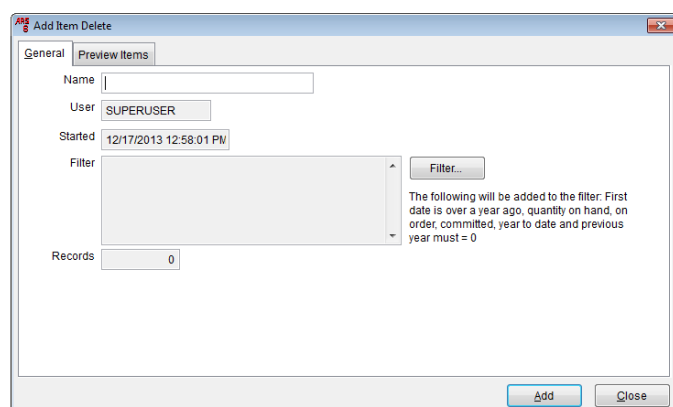 ARS
6
Add Item Delete
General Preview Items
Name
User SUPERUSER
Started 12/17/2013 12:58:01 PM
Filter Filter...
The following will be added to the filter: First
date is over a year ago, quantity on hand, on
order, committed, year to date and previous
year must = 0
Records 0
Add Close